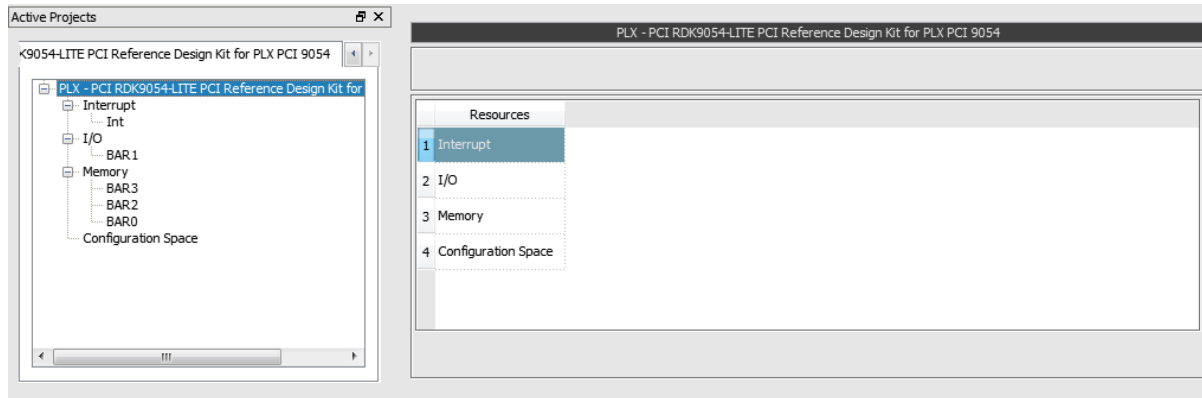 Active Projects
K9054-LITE PCI Reference Design Kit for PLX PCI 9054
PLX - PCI RDK9054-LITE PCI Reference Design Kit for
Interrupt
Int
I/O
BAR1
Memory
BAR3
BAR2
BAR0
Configuration Space
PLX - PCI RDK9054-LITE PCI Reference Design Kit for PLX PCI 9054
Resources
1 Interrupt
2 I/O
3 Memory
4 Configuration Space